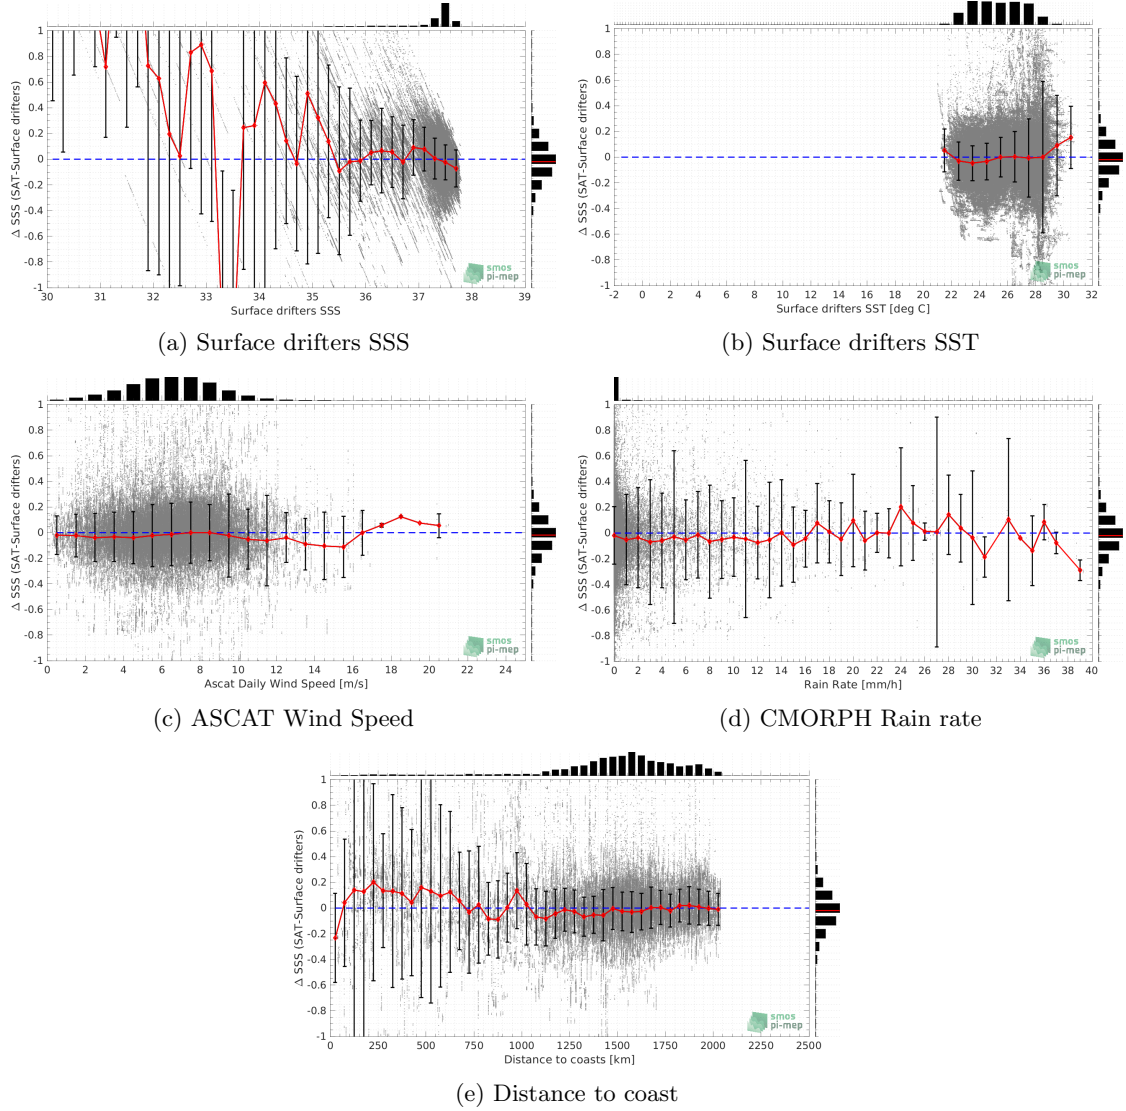 1
0.8
0.6
0.4
0.2
0
-0.2
-0.4
-0.6
-0.8
-1
Δ SSS (SAT-Surface drifters)
30 31 32 33 34 35 36 37 38 39
Surface drifters SSS
smos
pi-mep
(a) Surface drifters SSS
1
0.8
0.6
0.4
0.2
0
-0.2
-0.4
-0.6
-0.8
-1
Δ SSS (SAT-Surface drifters)
-2 0 2 4 6 8 10 12 14 16 18 20 22 24 26 28 30 32
Surface drifters SST [deg C]
smos
pi-mep
(b) Surface drifters SST
1
0.8
0.6
0.4
0.2
0
-0.2
-0.4
-0.6
-0.8
-1
Δ SSS (SAT-Surface drifters)
0 2 4 6 8 10 12 14 16 18 20 22 24
Ascat Daily Wind Speed [m/s]
smos
pi-mep
(c) ASCAT Wind Speed
1
0.8
0.6
0.4
0.2
0
-0.2
-0.4
-0.6
-0.8
-1
Δ SSS (SAT-Surface drifters)
0 2 4 6 8 10 12 14 16 18 20 22 24 26 28 30 32 34 36 38 40
Rain Rate [mm/h]
smos
pi-mep
(d) CMORPH Rain rate
1
0.8
0.6
0.4
0.2
0
-0.2
-0.4
-0.6
-0.8
-1
Δ SSS (SAT-Surface drifters)
0 250 500 750 1000 1250 1500 1750 2000 2250 2500
Distance to coasts [km]
smos
pi-mep
(e) Distance to coast